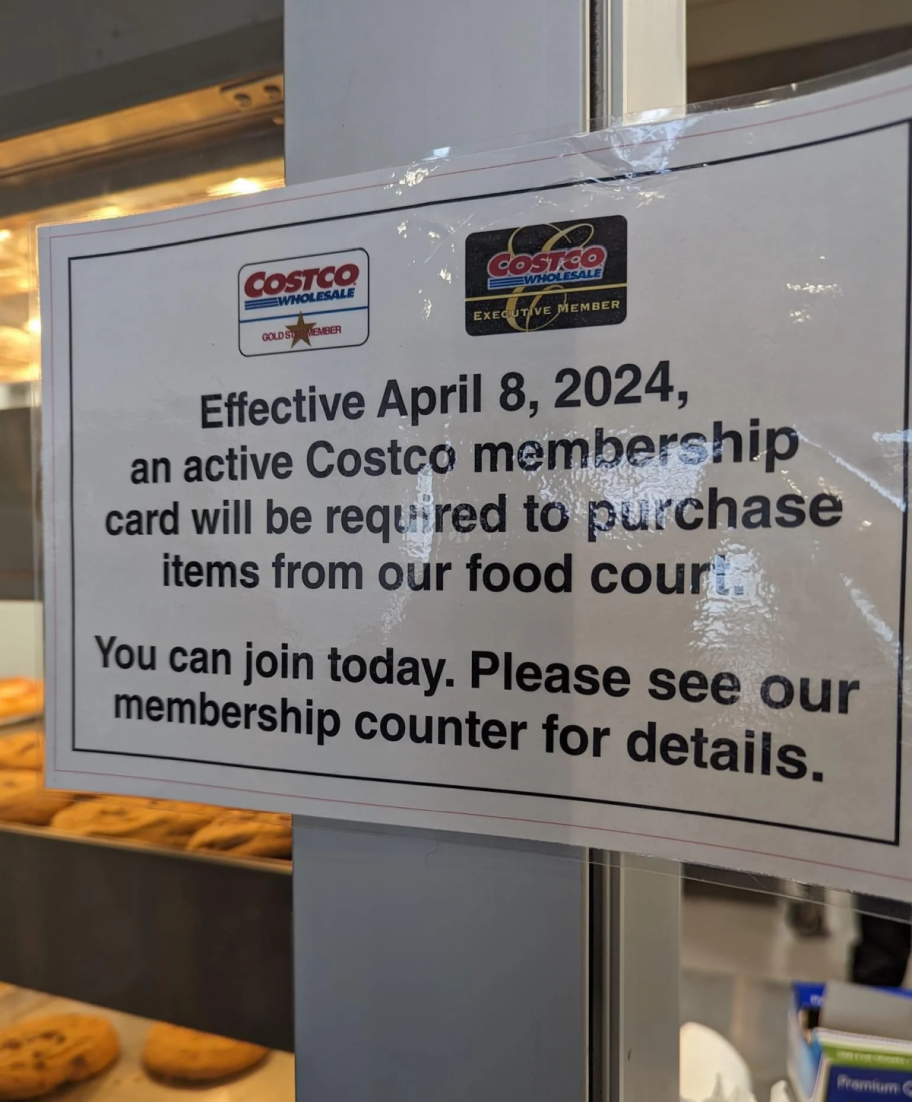 COSTCO
WHOLESALE
GOLD STAR MEMBER
COSTCO
WHOLESALE
EXECUTIVE MEMBER
Effective April 8, 2024,
an active Costco membership
card will be required to purchase
items from our food court.
You can join today. Please see our
membership counter for details.
Premium